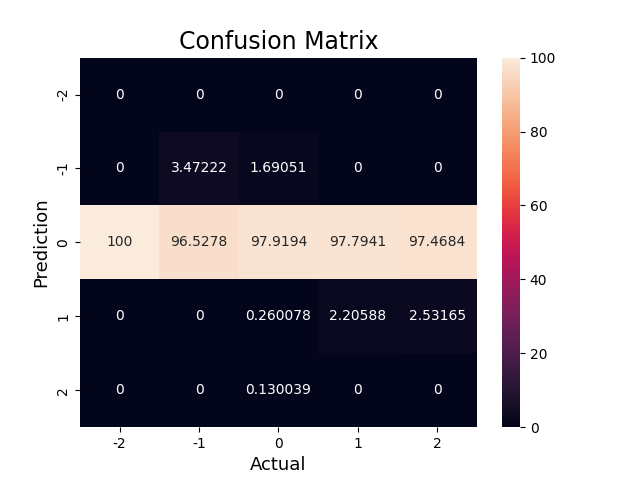 Confusion Matrix
Prediction
-2 0 0 0 0 0
-1 0 3.47222 1.69051 0 0
0 100 96.5278 97.9194 97.7941 97.4684
1 0 0 0.260078 2.20588 2.53165
2 0 0 0.130039 0 0
-2 -1 0 1 2
Actual
100
80
60
40
20
0